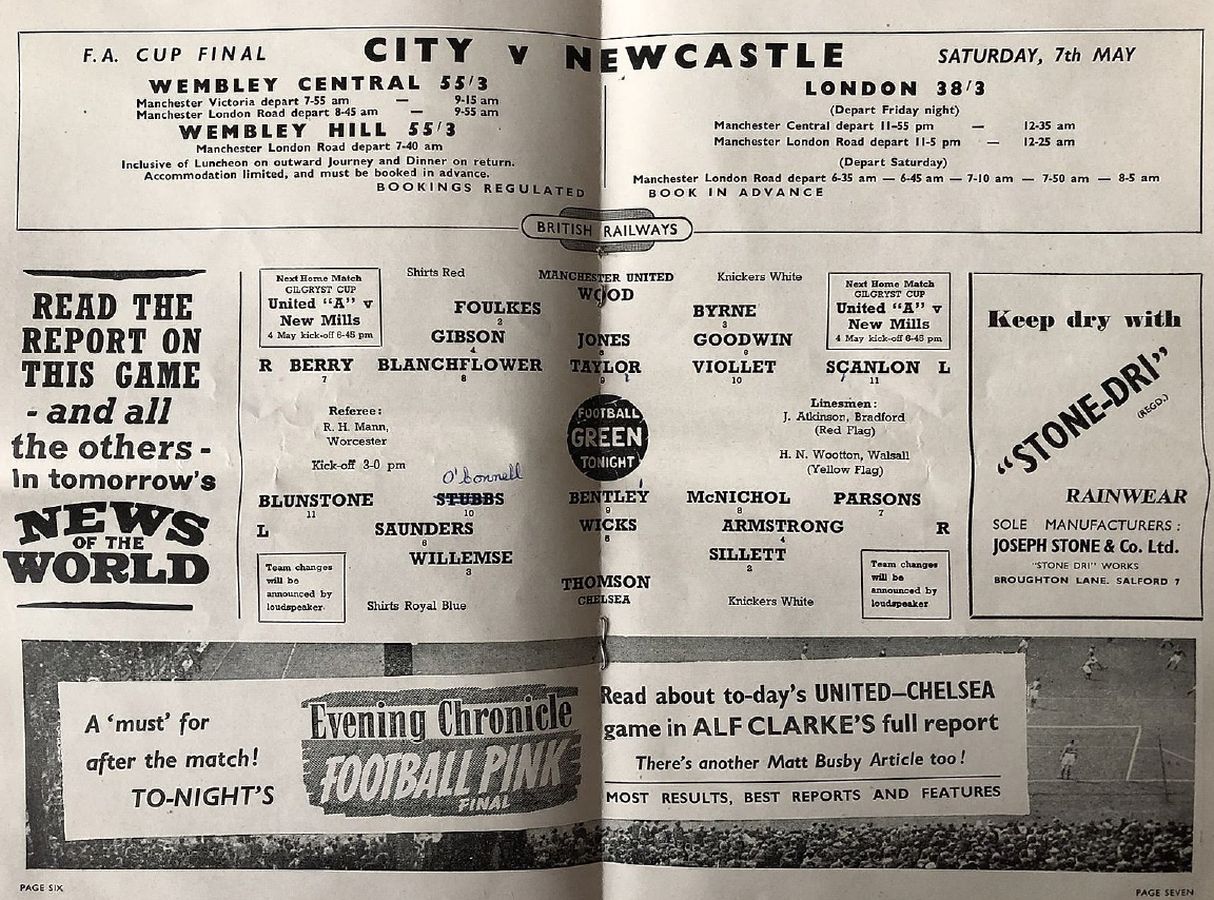 F.A. CUP FINAL CITY v NEWCASTLE SATURDAY, 7th MAY
WEMBLEY CENTRAL 55/3
Manchester Victoria depart 7-55 am — 9-15 am
Manchester London Road depart 8-45 am — 9-55 am
WEMBLEY HILL 55/3
Manchester London Road depart 7-40 am
Inclusive of Luncheon on outward Journey and Dinner on return.
Accommodation limited, and must be booked in advance.
BOOKINGS REGULATED
LONDON 38/3
(Depart Friday night)
Manchester Central depart 11-55 pm — 12-35 am
Manchester London Road depart 11-5 pm — 12-25 am
(Depart Saturday)
Manchester London Road depart 6-35 am — 6-45 am — 7-10 am — 7-50 am — 8-5 am
BOOK IN ADVANCE
BRITISH RAILWAYS
READ THE
REPORT ON
THIS GAME
- and all
the others -
in tomorrow's
NEWS
OF THE
WORLD
Next Home Match
GILGRYST CUP
United "A" v
New Mills
4 May kick-off 6-45 pm
Shirts Red
MANCHESTER UNITED
Knickers White
Next Home Match
GILGRYST CUP
United "A" v
New Mills
4 May kick-off 6-45 pm
WOOD
FOULKES BYRNE
2 3
GIBSON JONES GOODWIN
4 5 6
R BERRY BLANCHFLOWER TAYLOR VIOLLET SCANLON L
7 8 9 10 11
Referee:
R. H. Mann,
Worcester
Kick-off 3-0 pm
FOOTBALL
GREEN
TONIGHT
Linesmen:
J. Atkinson, Bradford
(Red Flag)
H. N. Wootton, Walsall
(Yellow Flag)
O'Connell
BLUNSTONE STUBBS BENTLEY McNICHOL PARSONS
11 10 9 8 7
L SAUNDERS WICKS ARMSTRONG R
6 5 4
WILLEMSE SILLETT
3 2
THOMSON
Team changes
will be
announced by
loudspeaker
Shirts Royal Blue
CHELSEA
Knickers White
Team changes
will be
announced by
loudspeaker
Keep dry with
"STONE-DRI"
(REGD.)
RAINWEAR
SOLE MANUFACTURERS:
JOSEPH STONE & Co. Ltd.
"STONE DRI" WORKS
BROUGHTON LANE, SALFORD 7
A 'must' for
after the match!
TO-NIGHT'S
Evening Chronicle
FOOTBALL PINK
FINAL
Read about to-day's UNITED—CHELSEA
game in ALF CLARKE'S full report
There's another Matt Busby Article too!
MOST RESULTS, BEST REPORTS AND FEATURES
PAGE SIX
PAGE SEVEN